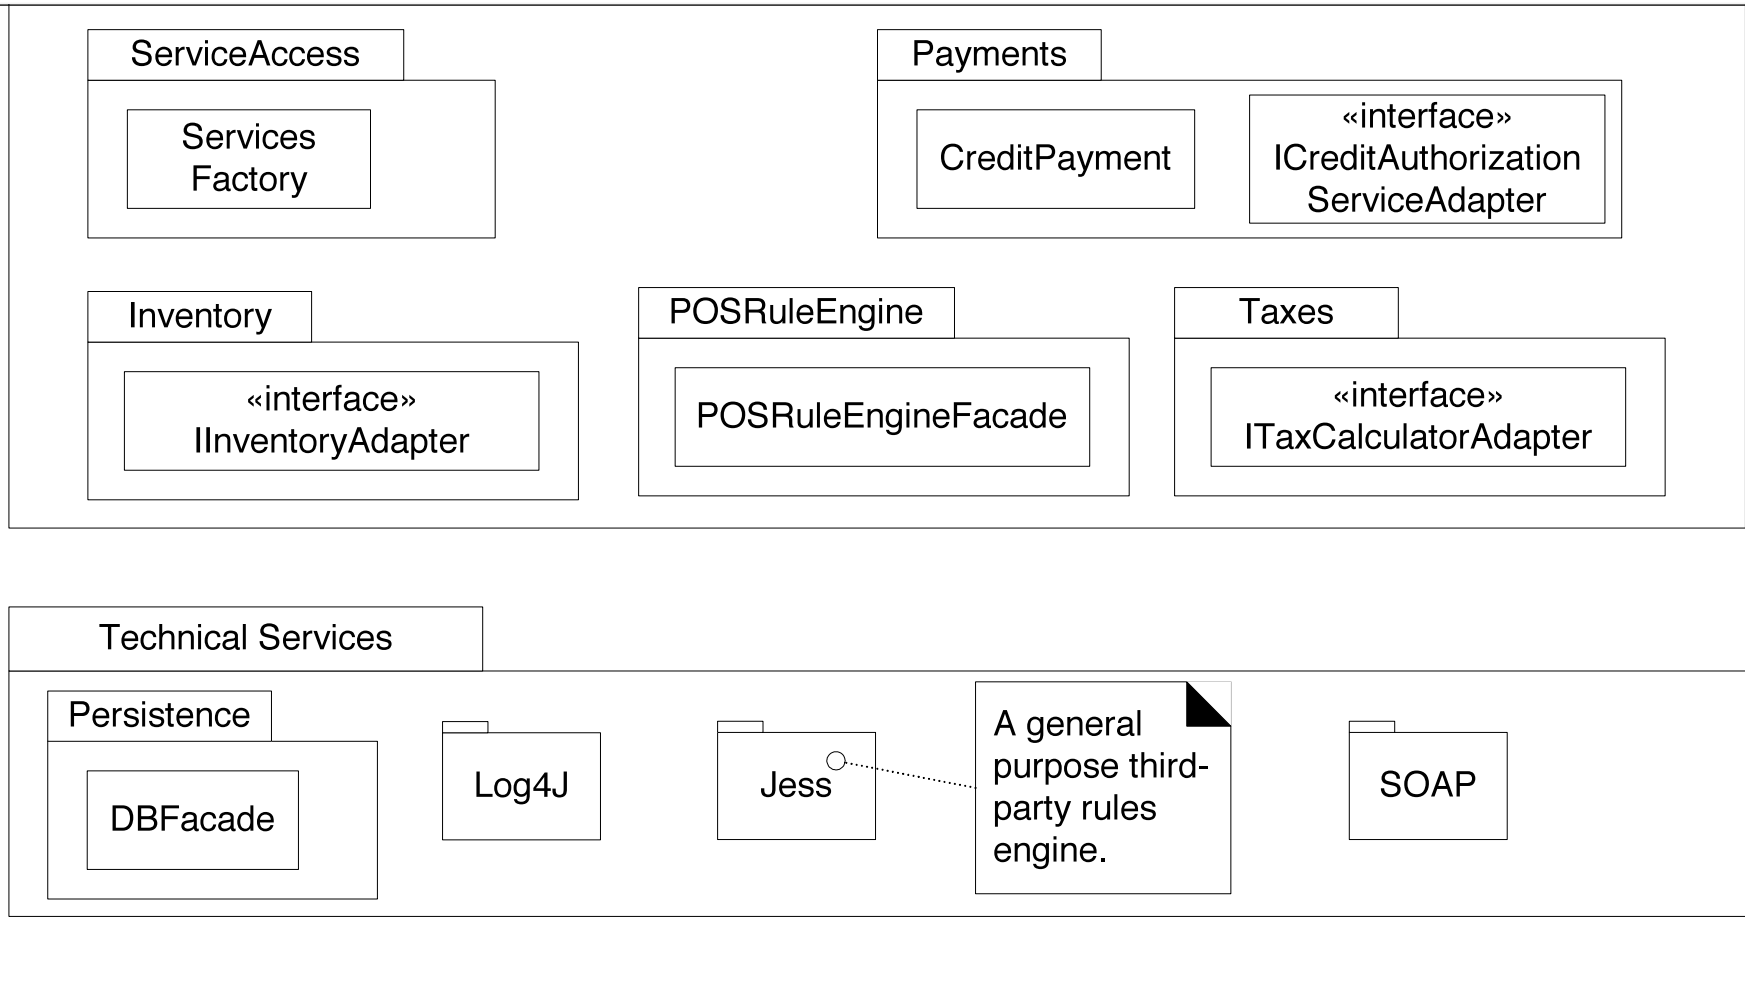 ServiceAccess
Services
Factory
Payments
CreditPayment
«interface»
ICreditAuthorization
ServiceAdapter
Inventory
«interface»
IInventoryAdapter
POSRuleEngine
POSRuleEngineFacade
Taxes
«interface»
ITaxCalculatorAdapter
Technical Services
Persistence
DBFacade
Log4J
Jess
A general
purpose third-
party rules
engine.
SOAP